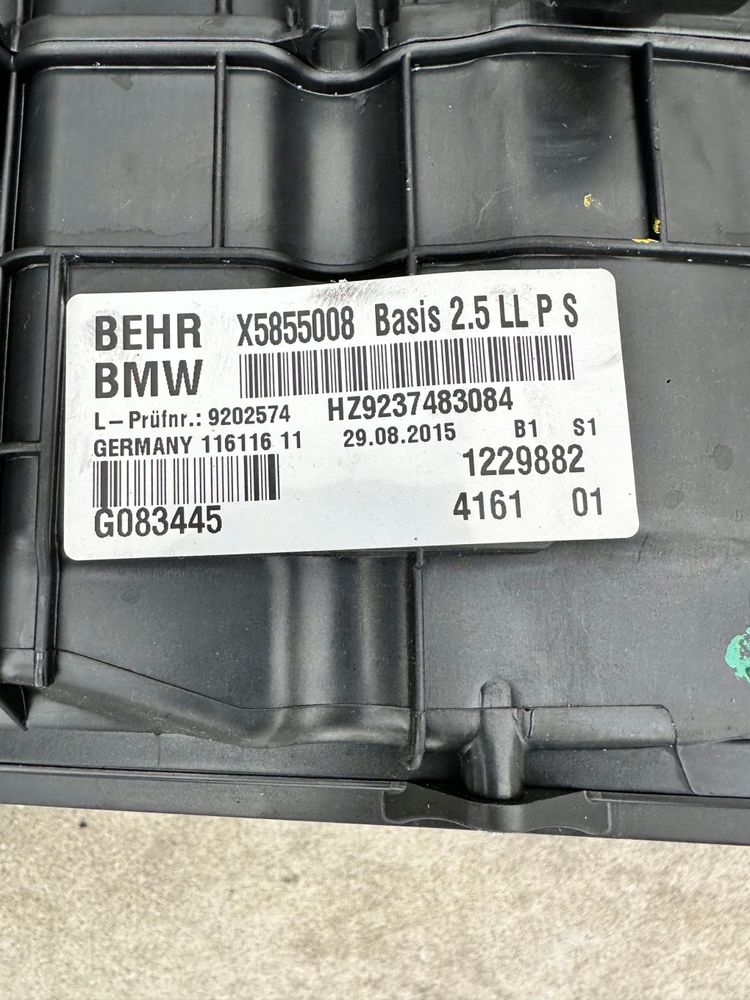 BEHR X5855008 Basis 2.5 LL P S
BMW
L-Prüfnr.: 9202574 HZ9237483084
GERMANY 116116 11 29.08.2015 B1 S1
1229882
G083445 4161 01